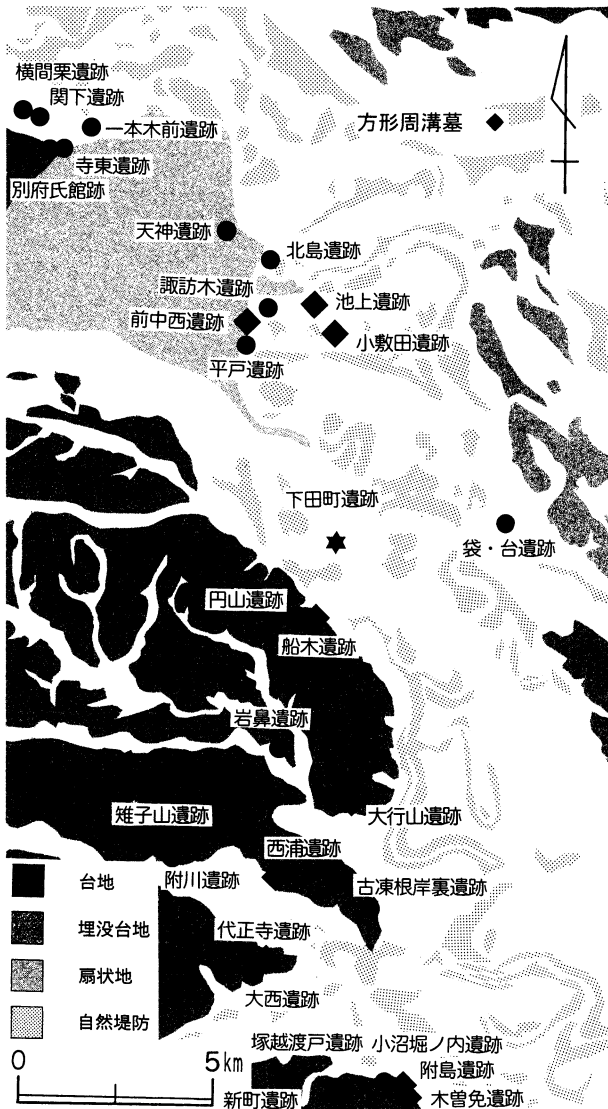 横間栗遺跡
関下遺跡
一本木前遺跡
方形周溝墓
寺東遺跡
別府氏館跡
天神遺跡
北島遺跡
諏訪木遺跡
池上遺跡
前中西遺跡
小敷田遺跡
平戸遺跡
下田町遺跡
袋・台遺跡
円山遺跡
船木遺跡
岩鼻遺跡
雉子山遺跡
大行山遺跡
西浦遺跡
附川遺跡
古凍根岸裏遺跡
台地
埋没台地
扇状地
自然堤防
代正寺遺跡
大西遺跡
塚越渡戸遺跡 小沼堀ノ内遺跡
附島遺跡
新町遺跡
木曽免遺跡
0 5km